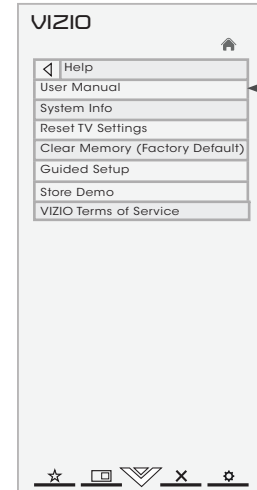 VIZIO
Help
User Manual
System Info
Reset TV Settings
Clear Memory (Factory Default)
Guided Setup
Store Demo
VIZIO Terms of Service